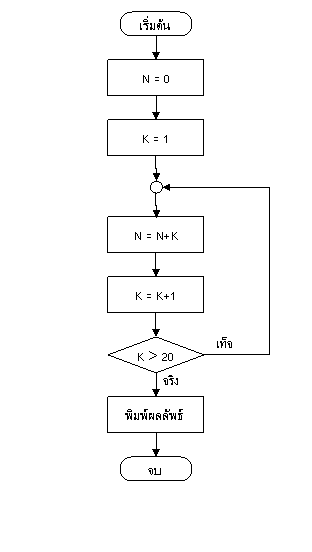 เริ่มต้น
N = 0
K = 1
N = N+K
K = K+1
K > 20
เท็จ
จริง
พิมพ์ผลลัพธ์
จบ